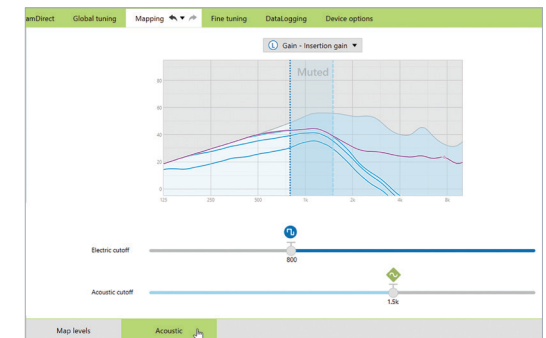 amDirect Global tuning Mapping Fine tuning DataLogging Device options
L Gain - Insertion gain
Muted
80
60
40
20
0
125 250 500 1k 2k 4k 8k
Electric cutoff
800
Acoustic cutoff
1.5k
Map levels Acoustic